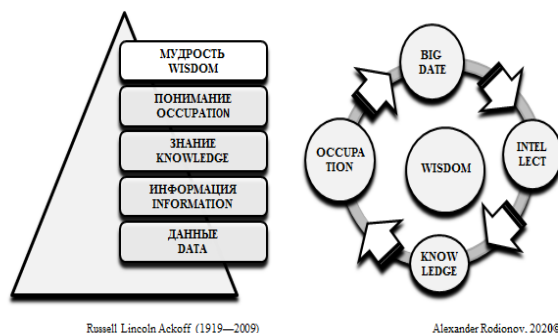 МУДРОСТЬ
WISDOM
ПОНИМАНИЕ
OCCUPATION
ЗНАНИЕ
KNOWLEDGE
ИНФОРМАЦИЯ
INFORMATION
ДАННЫЕ
DATA
Russell Lincoln Ackoff (1919—2009)
BIG
DATE
INTEL
LECT
KNOW
LEDGE
OCCUPA
TION
WISDOM
Alexander Rodionov, 2020©